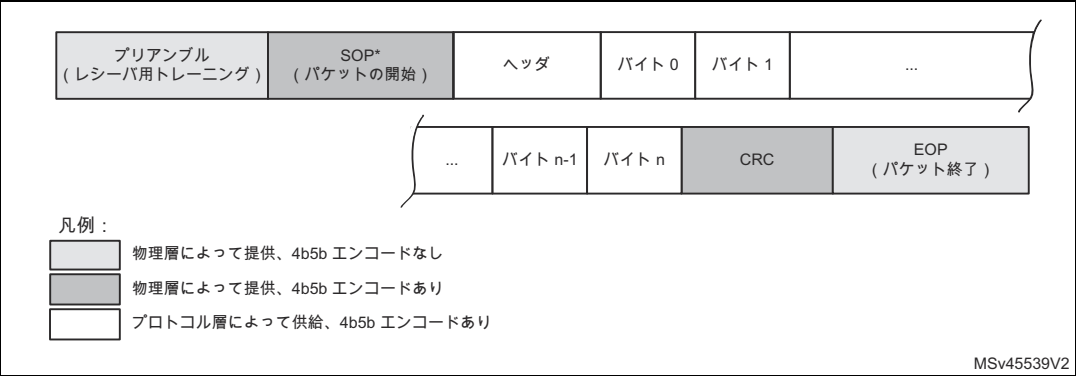 プリアンブル
(レシーバ用トレーニング)
SOP*
(パケットの開始)
ヘッダ
バイト 0
バイト 1
...
...
バイト n-1
バイト n
CRC
EOP
(パケット終了)
凡例：
物理層によって提供、4b5b エンコードなし
物理層によって提供、4b5b エンコードあり
プロトコル層によって供給、4b5b エンコードあり
MSv45539V2